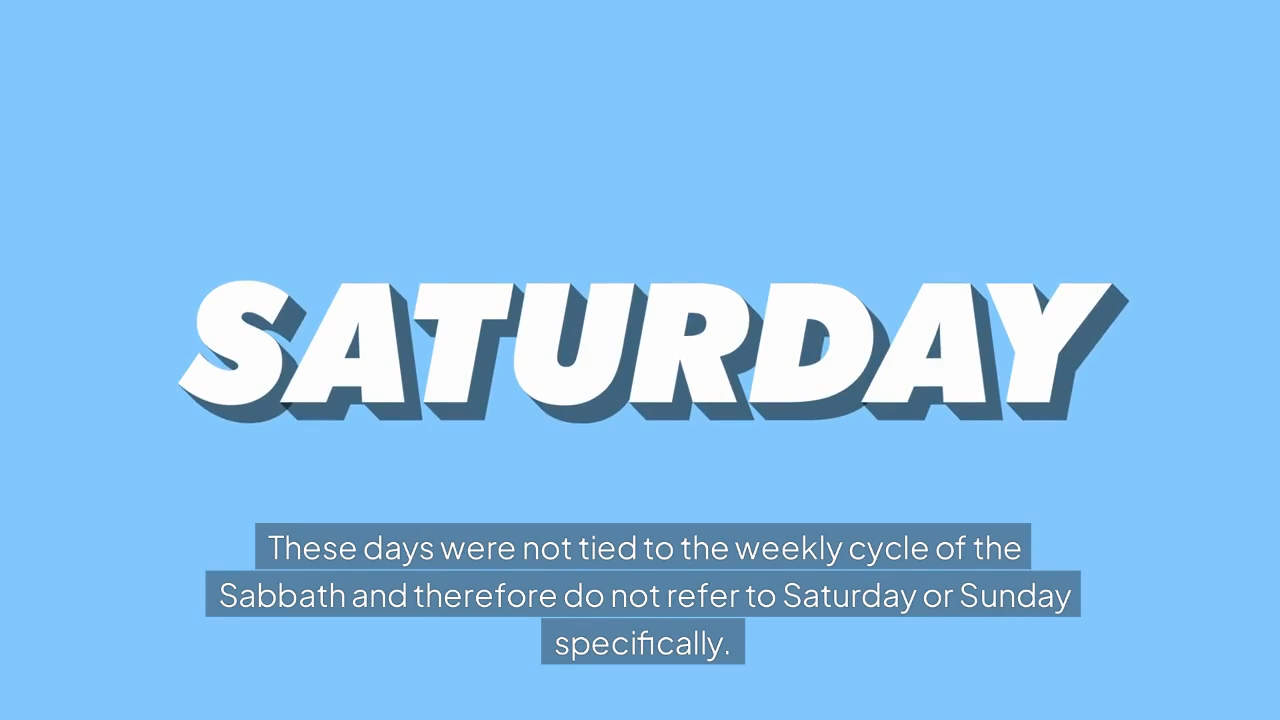 SATURDAY
These days were not tied to the weekly cycle of the
Sabbath and therefore do not refer to Saturday or Sunday
specifically.